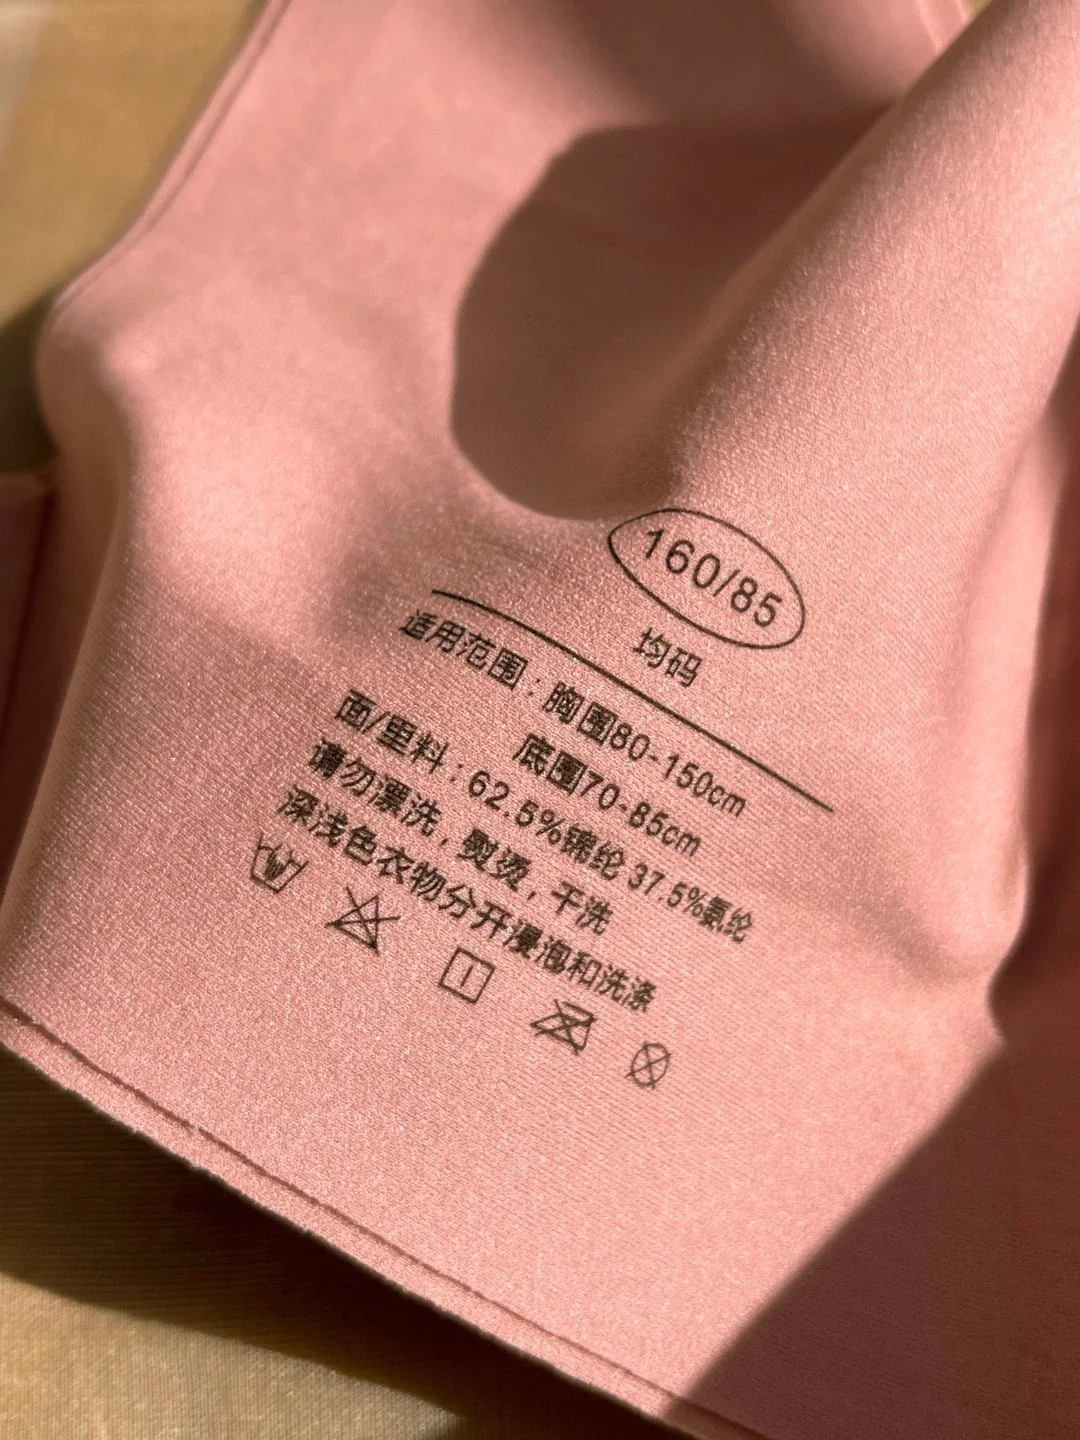 160/85
均码
适用范围：胸围80-150cm
底围70-85cm
面/里料：62.5%锦纶 37.5%氨纶
请勿漂洗，熨烫，干洗
深浅色衣物分开浸泡和洗涤